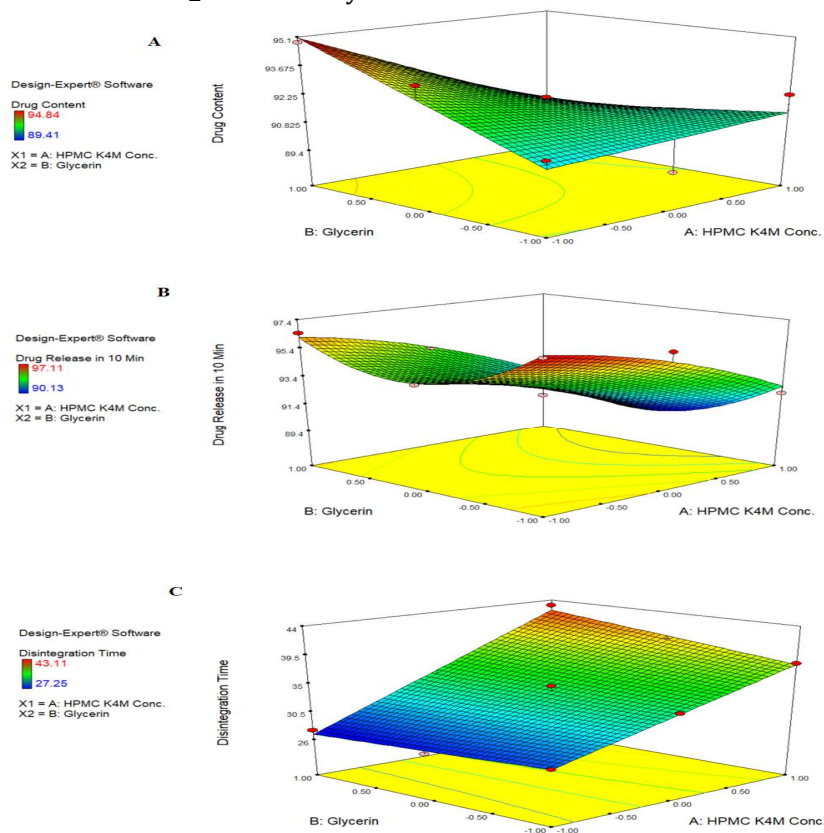 A
Design-Expert® Software
Drug Content
94.84
89.41
X1 = A: HPMC K4M Conc.
X2 = B: Glycerin
Drug Content
95.1
93.675
92.25
90.825
89.4
1.00
0.50
0.00
-0.50
-1.00
-1.00
-0.50
0.00
0.50
1.00
B: Glycerin
A: HPMC K4M Conc.
B
Design-Expert® Software
Drug Release in 10 Min
97.11
90.13
X1 = A: HPMC K4M Conc.
X2 = B: Glycerin
Drug Release in 10 Min
97.4
95.4
93.4
91.4
89.4
1.00
0.50
0.00
-0.50
-1.00
-1.00
-0.50
0.00
0.50
1.00
B: Glycerin
A: HPMC K4M Conc.
C
Design-Expert® Software
Disintegration Time
43.11
27.25
X1 = A: HPMC K4M Conc.
X2 = B: Glycerin
Disintegration Time
44
39.5
35
30.5
26
1.00
0.50
0.00
-0.50
-1.00
-1.00
-0.50
0.00
0.50
1.00
B: Glycerin
A: HPMC K4M Conc.